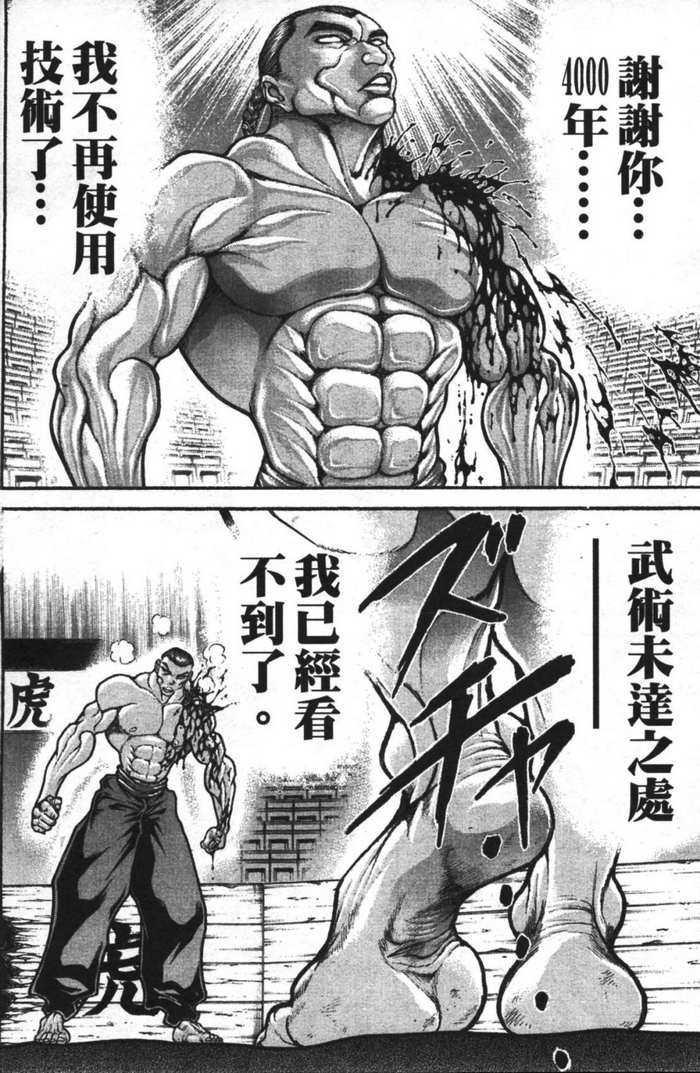 謝謝你…
4000年……
我不再使用
技術了…
武術未達之處
──
我已經看
不到了。
ズ
チャ
虎
虎